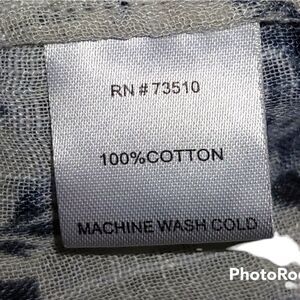 RN # 73510
100%COTTON
MACHINE WASH COLD
PhotoRoo